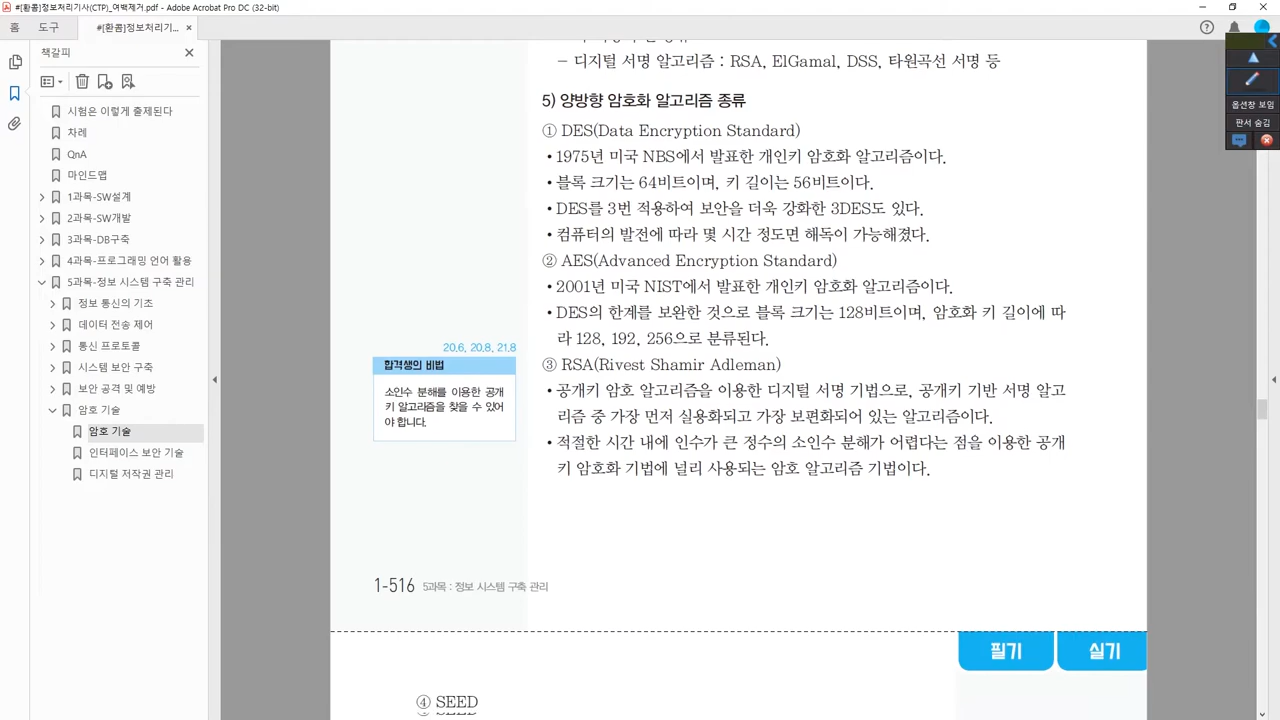 #[환콤]정보처리기사(CTP)_여백제거.pdf - Adobe Acrobat Pro DC (32-bit)
홈 도구 #[환콤]정보처리기... ×
책갈피
시험은 이렇게 출제된다
차례
QnA
마인드맵
1과목-SW설계
2과목-SW개발
3과목-DB구축
4과목-프로그래밍 언어 활용
5과목-정보 시스템 구축 관리
정보 통신의 기초
데이터 전송 제어
통신 프로토콜
시스템 보안 구축
보안 공격 및 예방
암호 기술
암호 기술
인터페이스 보안 기술
디지털 저작권 관리
옵션창 보임
판서 숨김
– 디지털 서명 알고리즘 : RSA, ElGamal, DSS, 타원곡선 서명 등
5) 양방향 암호화 알고리즘 종류
① DES(Data Encryption Standard)
• 1975년 미국 NBS에서 발표한 개인키 암호화 알고리즘이다.
• 블록 크기는 64비트이며, 키 길이는 56비트이다.
• DES를 3번 적용하여 보안을 더욱 강화한 3DES도 있다.
• 컴퓨터의 발전에 따라 몇 시간 정도면 해독이 가능해졌다.
② AES(Advanced Encryption Standard)
• 2001년 미국 NIST에서 발표한 개인키 암호화 알고리즘이다.
• DES의 한계를 보완한 것으로 블록 크기는 128비트이며, 암호화 키 길이에 따
라 128, 192, 256으로 분류된다.
③ RSA(Rivest Shamir Adleman)
• 공개키 암호 알고리즘을 이용한 디지털 서명 기법으로, 공개키 기반 서명 알고
리즘 중 가장 먼저 실용화되고 가장 보편화되어 있는 알고리즘이다.
• 적절한 시간 내에 인수가 큰 정수의 소인수 분해가 어렵다는 점을 이용한 공개
키 암호화 기법에 널리 사용되는 암호 알고리즘 기법이다.
20.6, 20.8, 21.8
합격생의 비법
소인수 분해를 이용한 공개
키 알고리즘을 찾을 수 있어
야 합니다.
1-516 5과목 : 정보 시스템 구축 관리
필기 실기
④ SEED